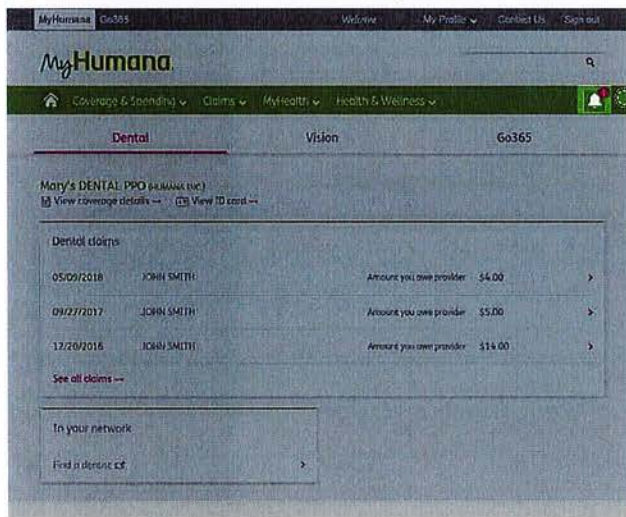 MyHumana Go365 Welcome My Profile Contact Us Sign out
MyHumana
Coverage & Spending Claims MyHealth Health & Wellness
Dental Vision Go365
Mary's DENTAL PPO (HUMANA INC.)
View coverage details → View ID card →
Dental claims
05/09/2018 JOHN SMITH Amount you owe provider $4.00 >
09/27/2017 JOHN SMITH Amount you owe provider $5.00 >
12/20/2016 JOHN SMITH Amount you owe provider $14.00 >
See all claims →
In your network
Find a dentist >